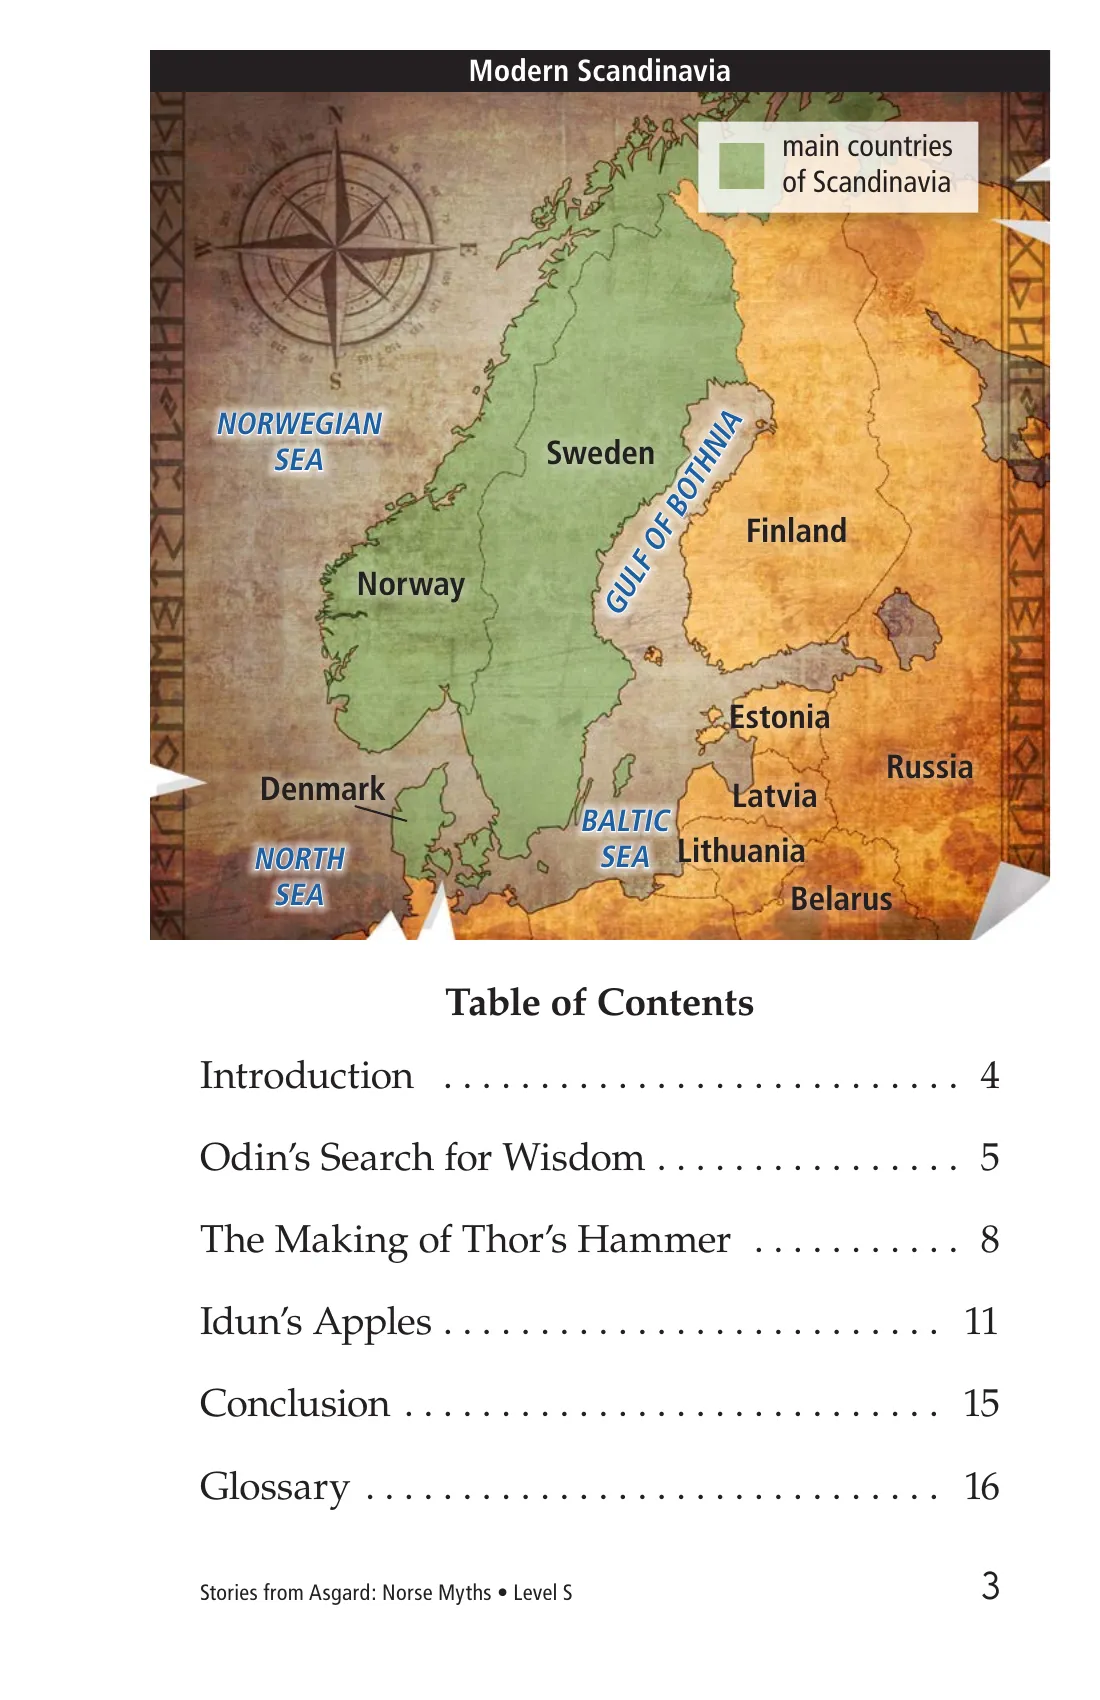 Modern Scandinavia
main countries
of Scandinavia
N
W
E
S
NORWEGIAN
SEA
Sweden
GULF OF BOTHNIA
Finland
Norway
Estonia
Russia
Denmark
Latvia
BALTIC
SEA
Lithuania
NORTH
SEA
Belarus
Table of Contents
Introduction . . . . . . . . . . . . . . . . . . . . . . . . . . . 4
Odin’s Search for Wisdom . . . . . . . . . . . . . . . . 5
The Making of Thor’s Hammer . . . . . . . . . . . 8
Idun’s Apples . . . . . . . . . . . . . . . . . . . . . . . . . . 11
Conclusion . . . . . . . . . . . . . . . . . . . . . . . . . . . . 15
Glossary . . . . . . . . . . . . . . . . . . . . . . . . . . . . . . 16
Stories from Asgard: Norse Myths • Level S
3